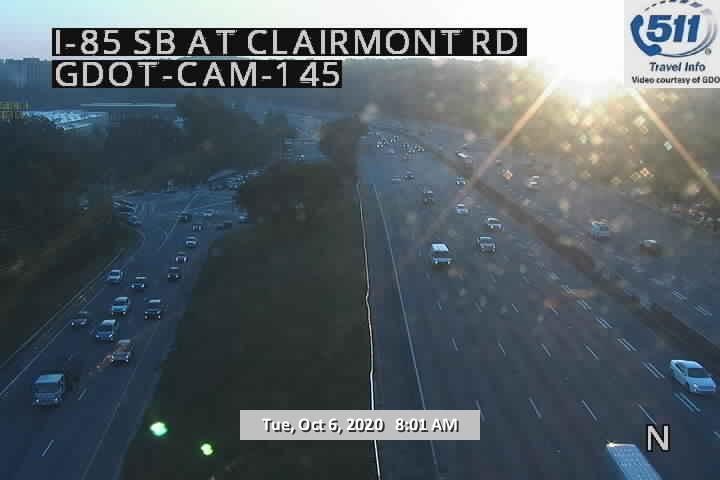 I-85 SB AT CLAIRMONT RD
GDOT-CAM-145
511
Travel Info
Video courtesy of GDO
Tue, Oct 6, 2020 8:01 AM
N